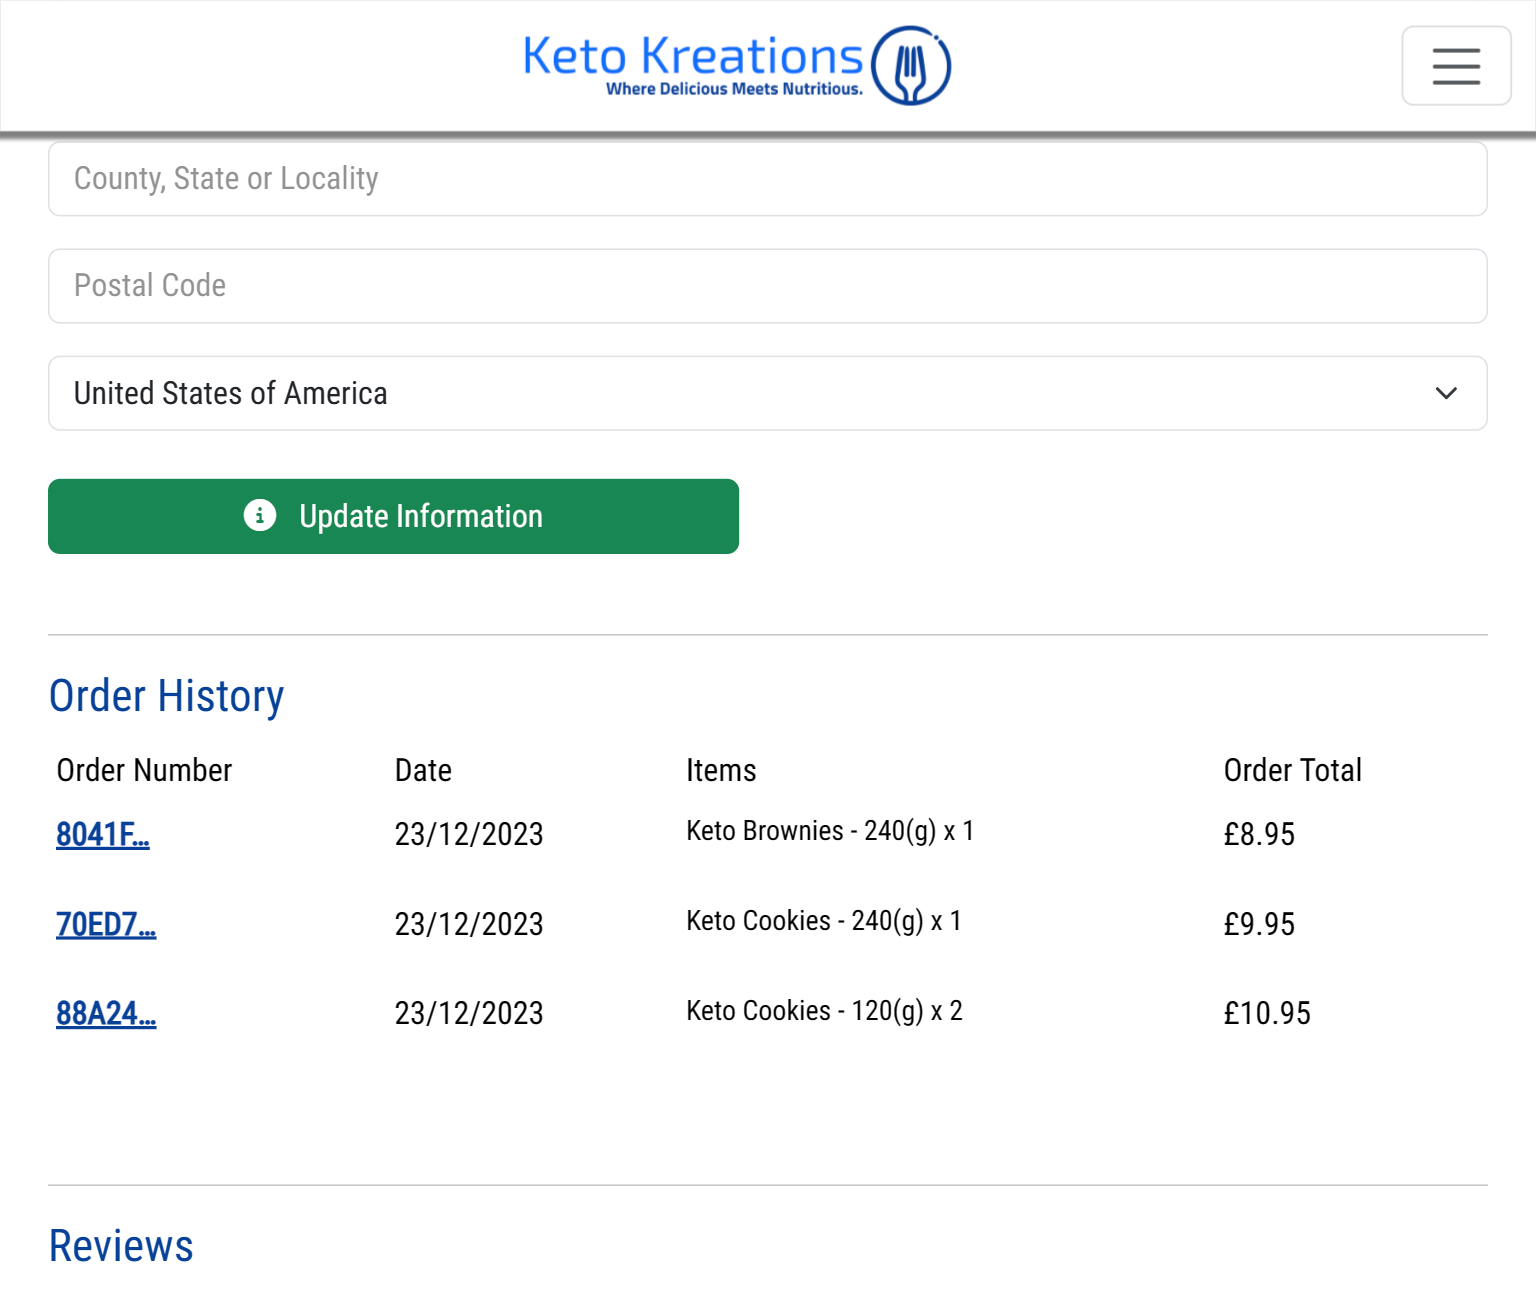 Keto Kreations
Where Delicious Meets Nutritious.
County, State or Locality
Postal Code
United States of America
Update Information
Order History
Order Number Date Items Order Total
8041F... 23/12/2023 Keto Brownies - 240(g) x 1 £8.95
70ED7... 23/12/2023 Keto Cookies - 240(g) x 1 £9.95
88A24... 23/12/2023 Keto Cookies - 120(g) x 2 £10.95
Reviews